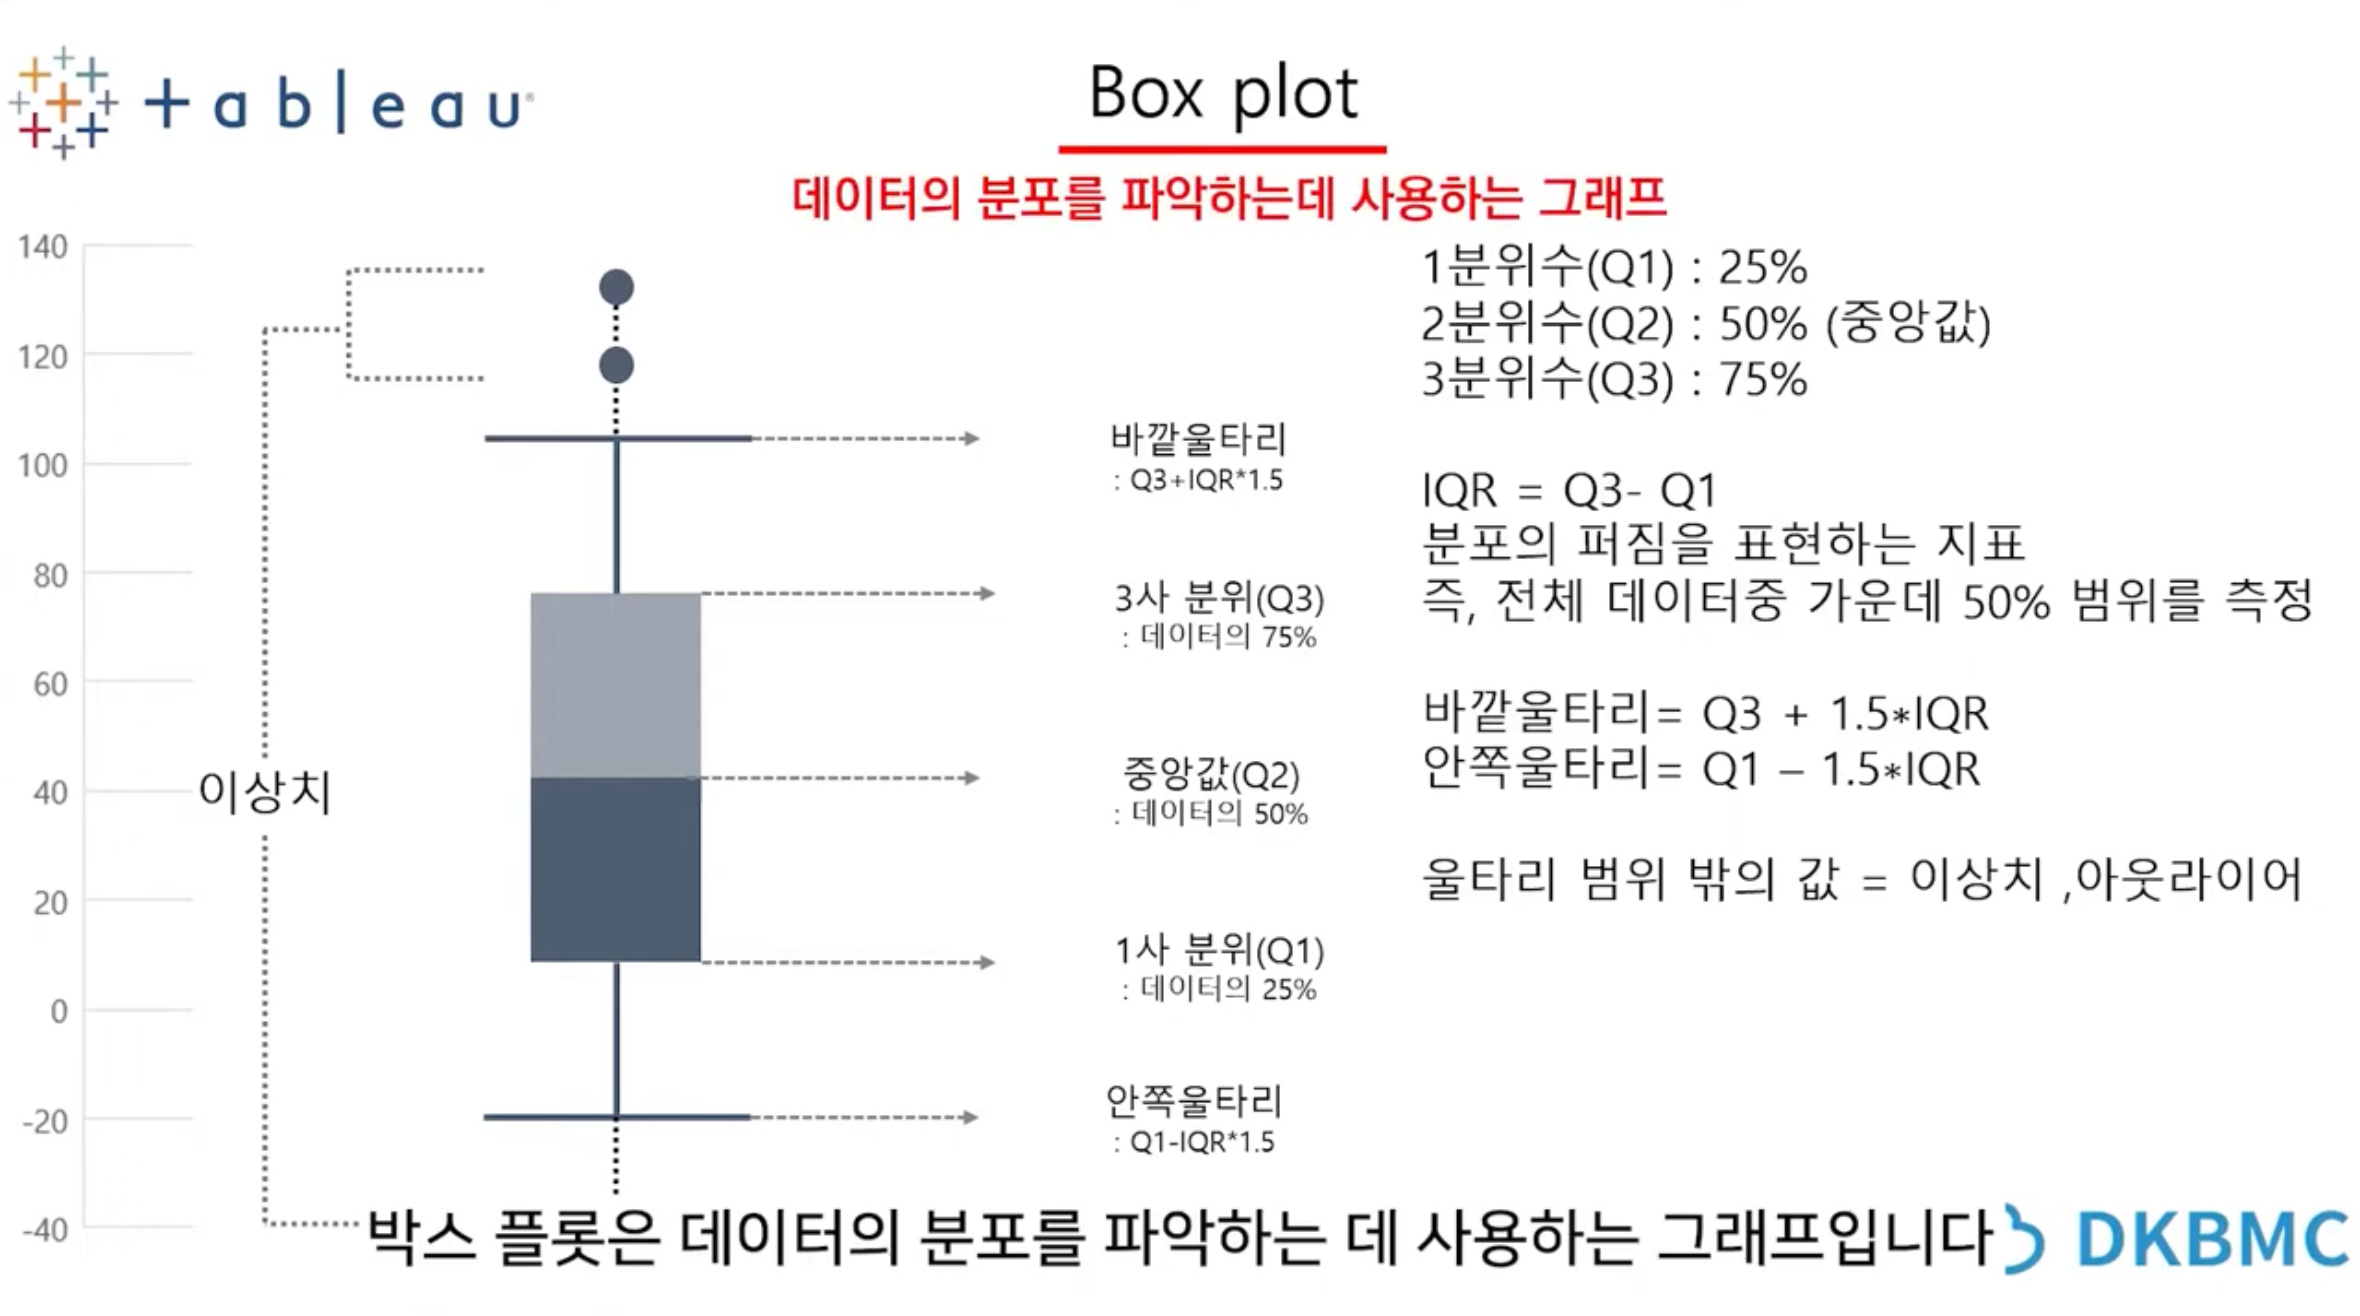 +ableau
Box plot
데이터의 분포를 파악하는데 사용하는 그래프
140
120
100
80
60
40
20
0
-20
-40
이상치
바깥울타리
: Q3+IQR*1.5
3사 분위(Q3)
: 데이터의 75%
중앙값(Q2)
: 데이터의 50%
1사 분위(Q1)
: 데이터의 25%
안쪽울타리
: Q1-IQR*1.5
1분위수(Q1) : 25%
2분위수(Q2) : 50% (중앙값)
3분위수(Q3) : 75%
IQR = Q3- Q1
분포의 퍼짐을 표현하는 지표
즉, 전체 데이터중 가운데 50% 범위를 측정
바깥울타리= Q3 + 1.5*IQR
안쪽울타리= Q1 – 1.5*IQR
울타리 범위 밖의 값 = 이상치 ,아웃라이어
박스 플롯은 데이터의 분포를 파악하는 데 사용하는 그래프입니다
DKBMC